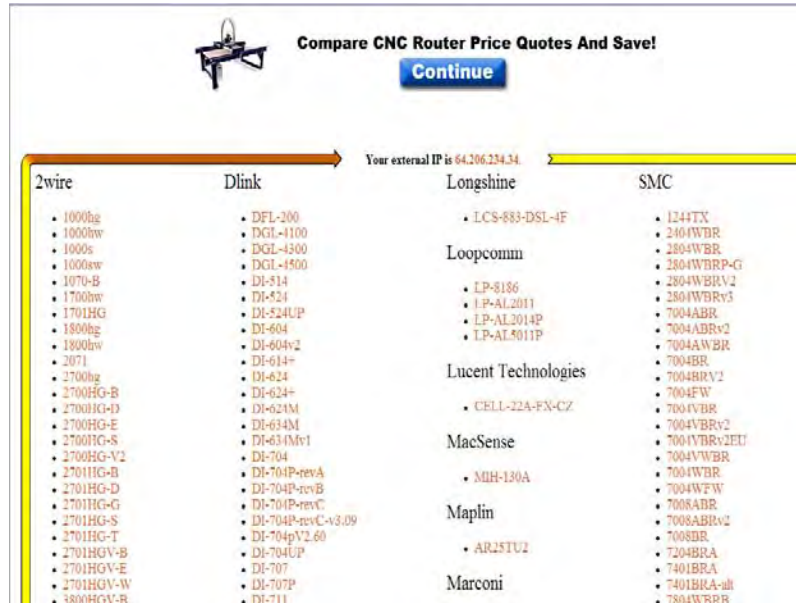 Compare CNC Router Price Quotes And Save!
Continue
Your external IP is 64.206.234.34.
2wire
1000hg
1000hw
1000s
1000sw
1070-B
1700hw
1701HG
1800hg
1800hw
2071
2700hg
2700HG-B
2700HG-D
2700HG-E
2700HG-S
2700HG-V2
2701HG-B
2701HG-D
2701HG-G
2701HG-S
2701HG-T
2701HGV-B
2701HGV-E
2701HGV-W
3800HGV-B
Dlink
DFL-200
DGL-4100
DGL-4300
DGL-4500
DI-514
DI-524
DI-524UP
DI-604
DI-604v2
DI-614+
DI-624
DI-624+
DI-624M
DI-634M
DI-634Mv1
DI-704
DI-704P-revA
DI-704P-revB
DI-704P-revC
DI-704P-revC-v3.09
DI-704pV2.60
DI-704UP
DI-707
DI-707P
DI-711
Longshine
LCS-883-DSL-4F
Loopcomm
LP-8186
LP-AL2011
LP-AL2014P
LP-AL5011P
Lucent Technologies
CELL-22A-FX-CZ
MacSense
MIH-130A
Maplin
AR25TU2
Marconi
SMC
1244TX
2404WBR
2804WBR
2804WBRP-G
2804WBRV2
2804WBRv3
7004ABR
7004ABRv2
7004AWBR
7004BR
7004BRV2
7004FW
7004VBR
7004VBRv2
7004VBRv2EU
7004VWBR
7004WBR
7004WFW
7008ABR
7008ABRv2
7008BR
7204BRA
7401BRA
7401BRA-alt
7804WBRB